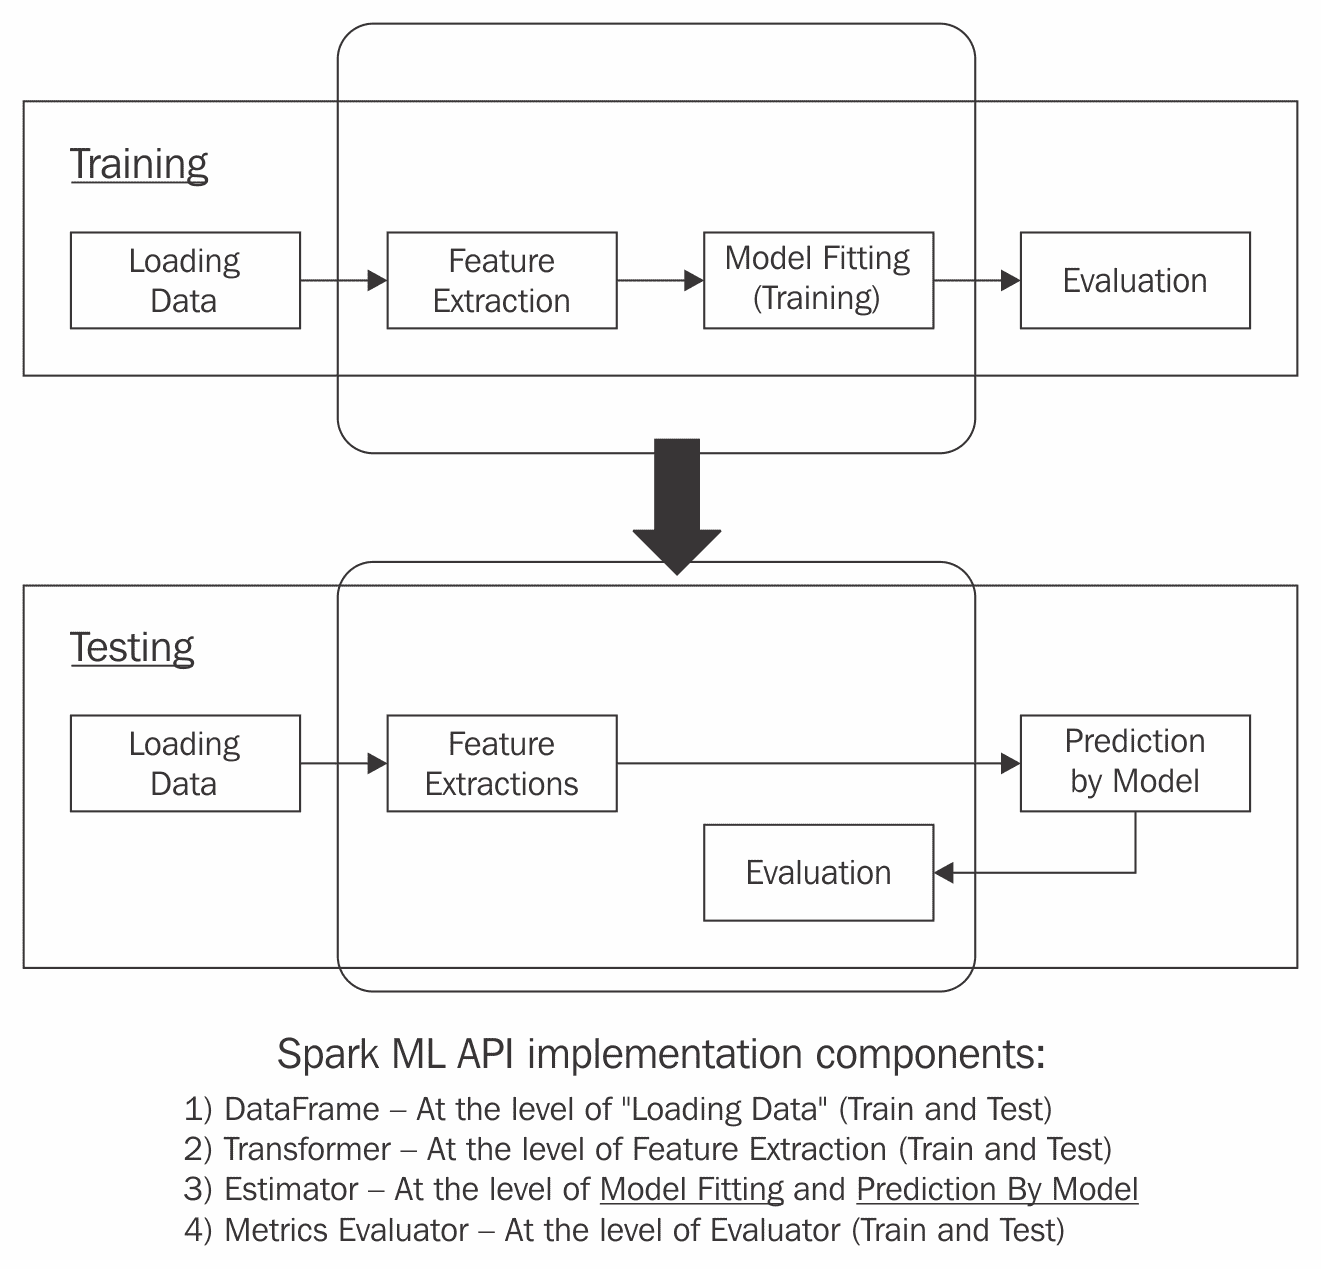 Training
Loading
Data
Feature
Extraction
Model Fitting
(Training)
Evaluation
Testing
Loading
Data
Feature
Extractions
Prediction
by Model
Evaluation
Spark ML API implementation components:
1) DataFrame – At the level of "Loading Data" (Train and Test)
2) Transformer – At the level of Feature Extraction (Train and Test)
3) Estimator – At the level of Model Fitting and Prediction By Model
4) Metrics Evaluator – At the level of Evaluator (Train and Test)